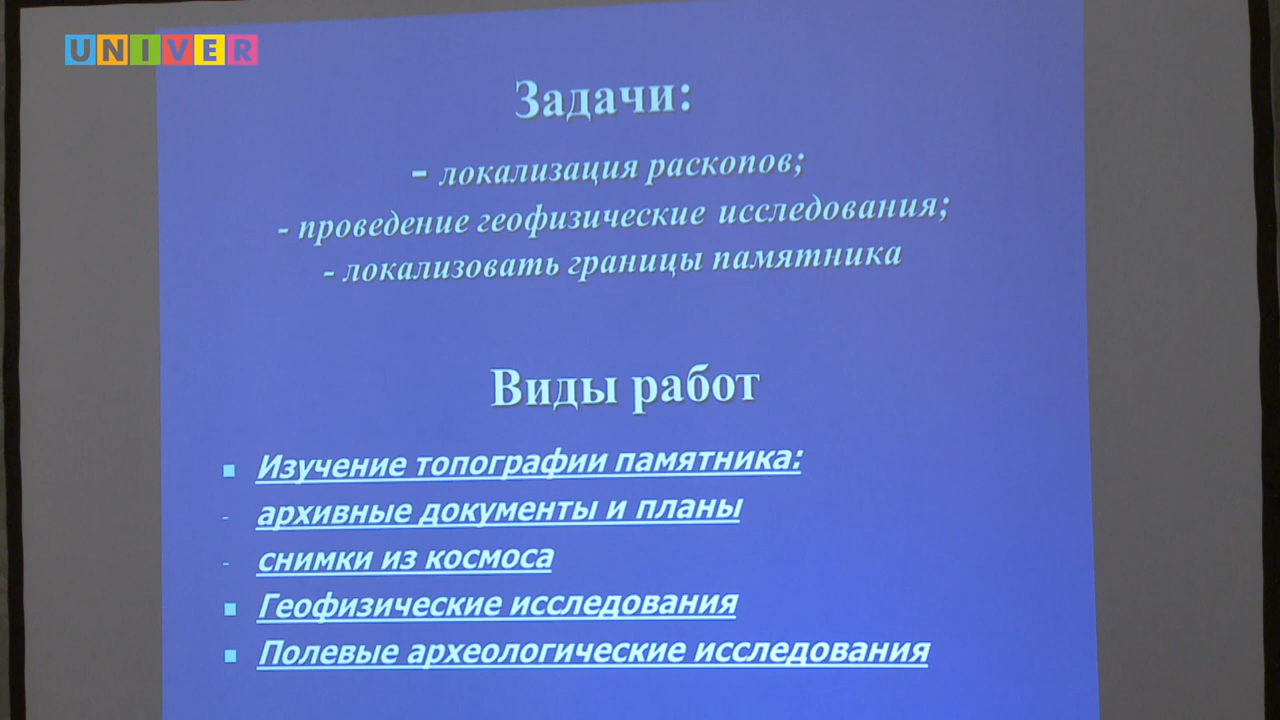 UNIVER
Задачи:
- локализация раскопов;
- проведение геофизические исследования;
- локализовать границы памятника
Виды работ
Изучение топографии памятника:
- архивные документы и планы
- снимки из космоса
Геофизические исследования
Полевые археологические исследования